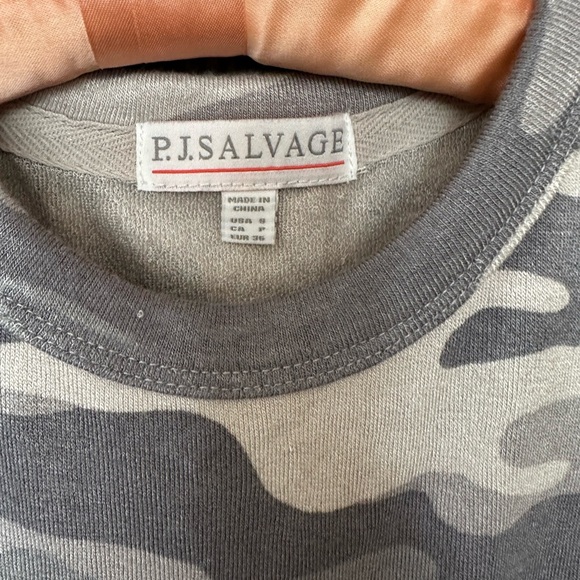 P.J.SALVAGE
MADE IN
CHINA
USA S
CA P
EUR 36